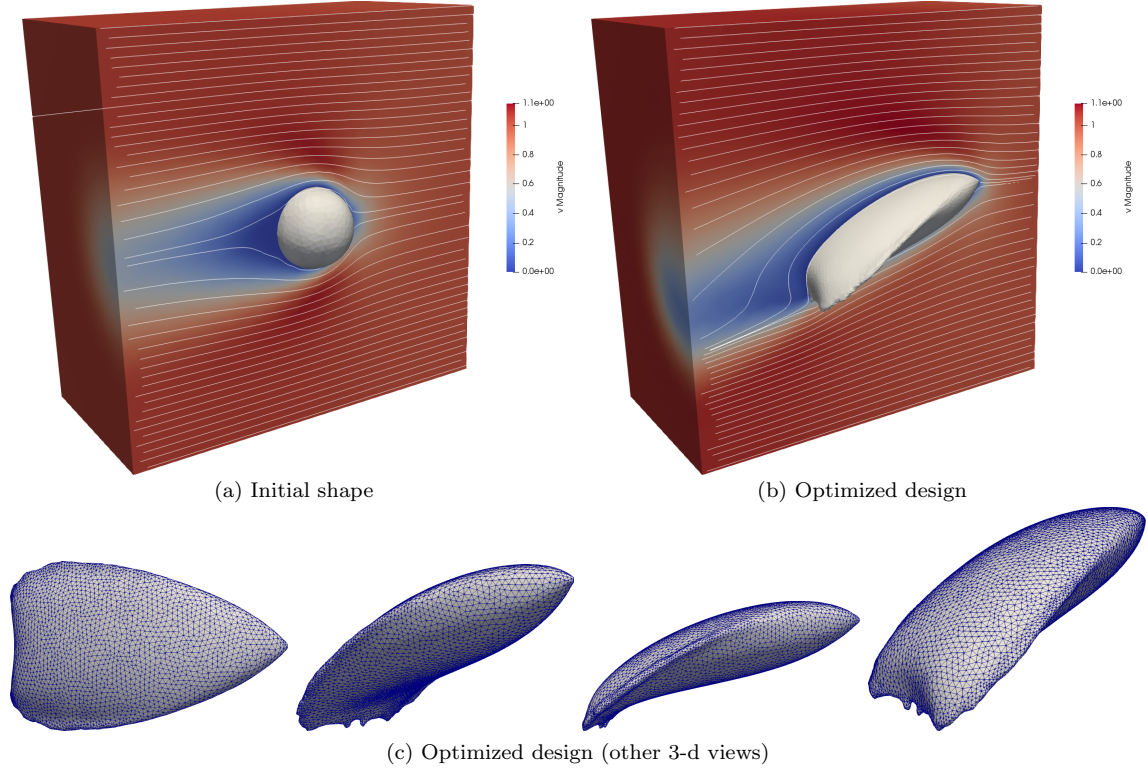 1.1e+00
1
0.8
0.6
0.4
0.2
0.0e+00
v Magnitude
1.1e+00
1
0.8
0.6
0.4
0.2
0.0e+00
v Magnitude
(a) Initial shape
(b) Optimized design
(c) Optimized design (other 3-d views)